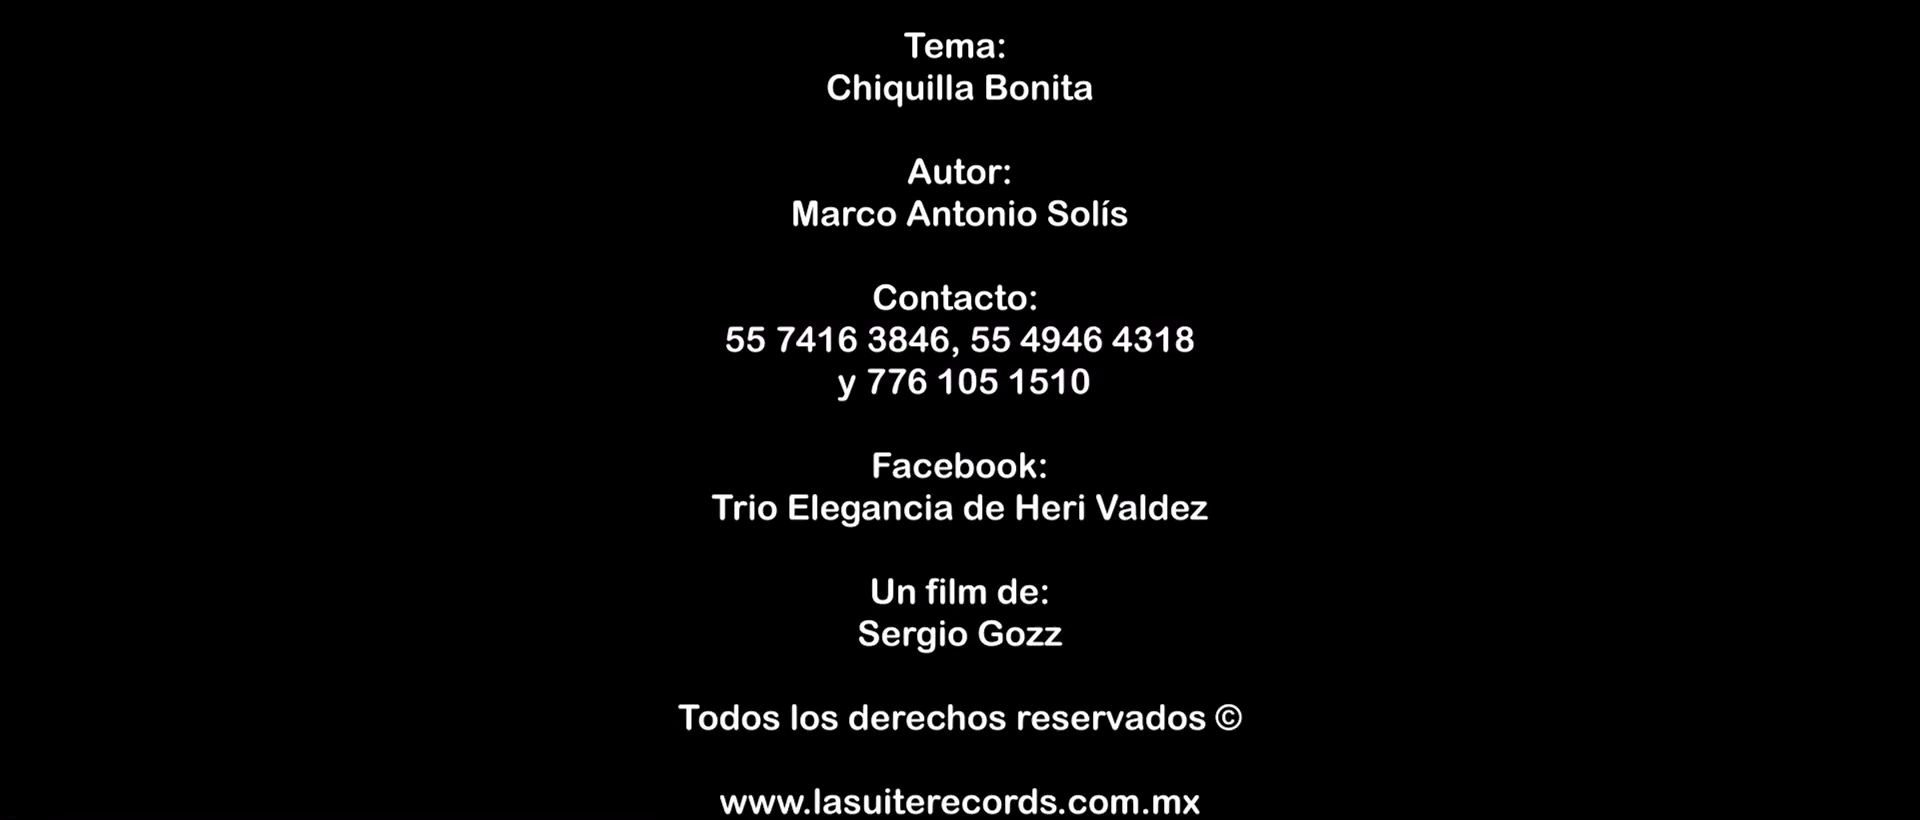 Tema:
Chiquilla Bonita
Autor:
Marco Antonio Solís
Contacto:
55 7416 3846, 55 4946 4318
y 776 105 1510
Facebook:
Trio Elegancia de Heri Valdez
Un film de:
Sergio Gozz
Todos los derechos reservados ©
www.lasuiterecords.com.mx